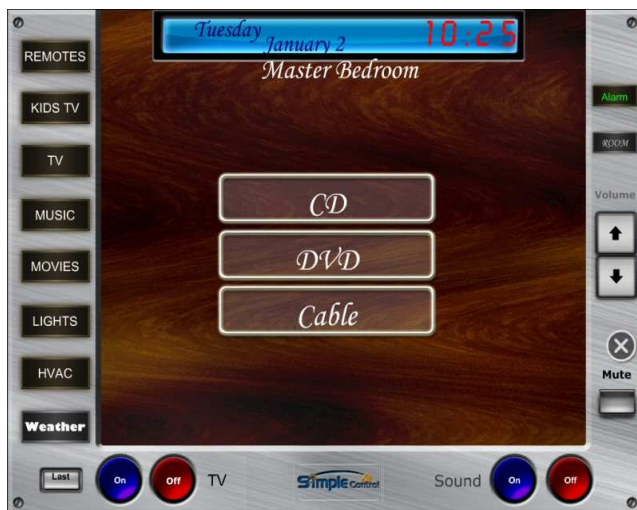 Tuesday
January 2
10:25
Master Bedroom
REMOTES
KIDS TV
TV
MUSIC
MOVIES
LIGHTS
HVAC
Weather
CD
DVD
Cable
Alarm
ROOM
Volume
Mute
Last
On
Off
TV
Simple Control
Sound
On
Off